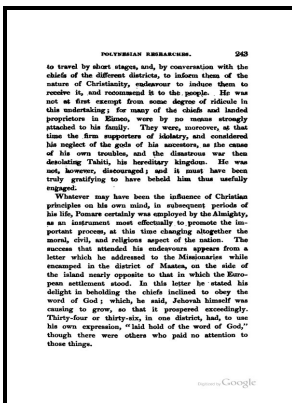 POLYNESIAN RESEARCHES. 243
to travel by short stages, and, by conversation with the
chiefs of the different districts, to inform them of the
nature of Christianity, endeavour to induce them to
receive it, and recommend it to the people. He was
not at first exempt from some degree of ridicule in
this undertaking; for many of the chiefs and landed
proprietors in Eimeo, were by no means strongly
attached to his family. They were, moreover, at that
time the firm supporters of idolatry, and considered
his neglect of the gods of his ancestors, as the cause
of his own troubles, and the disastrous war then
desolating Tahiti, his hereditary kingdom. He was
not, however, discouraged; and it must have been
truly gratifying to have beheld him thus usefully
engaged.
Whatever may have been the influence of Christian
principles on his own mind, in subsequent periods of
his life, Pomare certainly was employed by the Almighty,
as an instrument most effectually to promote the im-
portant process, at this time changing altogether the
moral, civil, and religious aspect of the nation. The
success that attended his endeavours appears from a
letter which he addressed to the Missionaries while
encamped in the district of Maatea, on the side of
the island nearly opposite to that in which the Euro-
pean settlement stood. In this letter he stated his
delight in beholding the chiefs inclined to obey the
word of God; which, he said, Jehovah himself was
causing to grow, so that it prospered exceedingly.
Thirty-four or thirty-six, in one district, had, to use
his own expression, "laid hold of the word of God,"
though there were others who paid no attention to
those things.
Digitized by Google